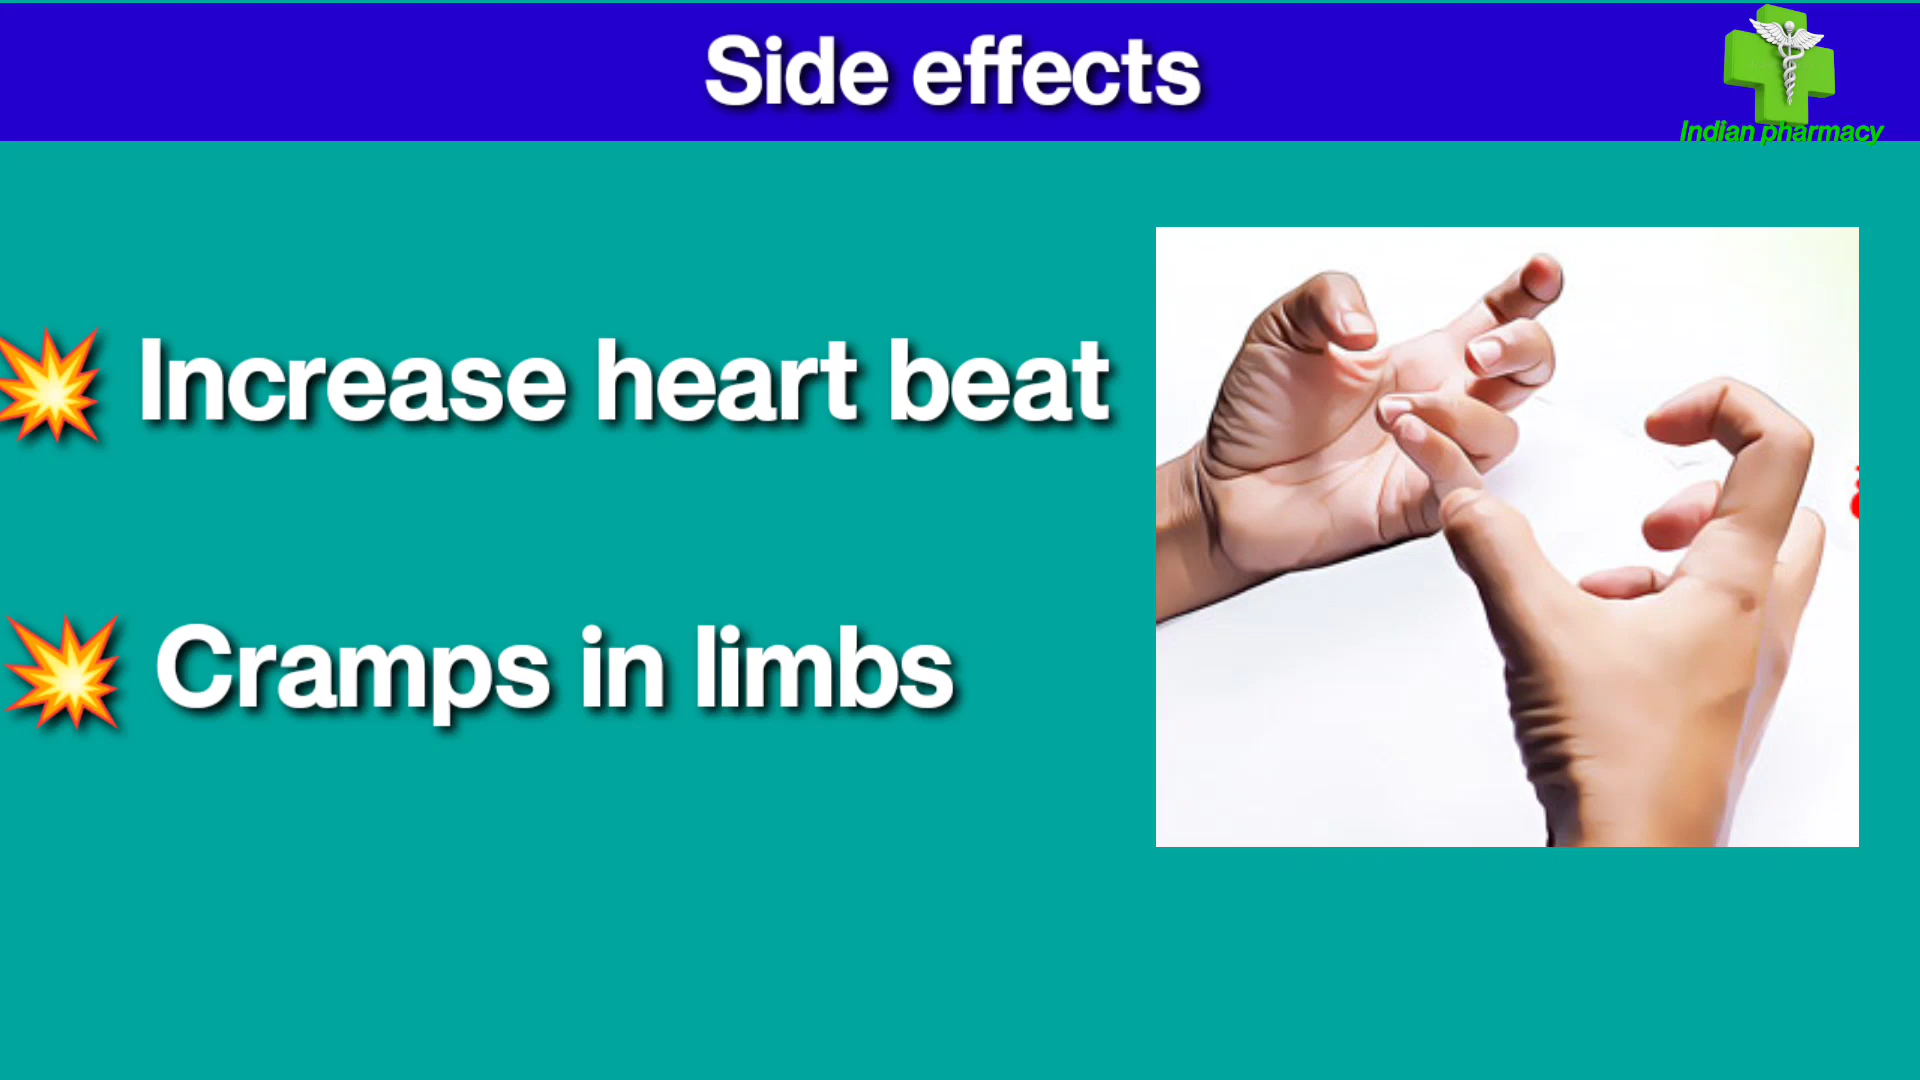 Side effects
Indian pharmacy
💥 Increase heart beat
💥 Cramps in limbs